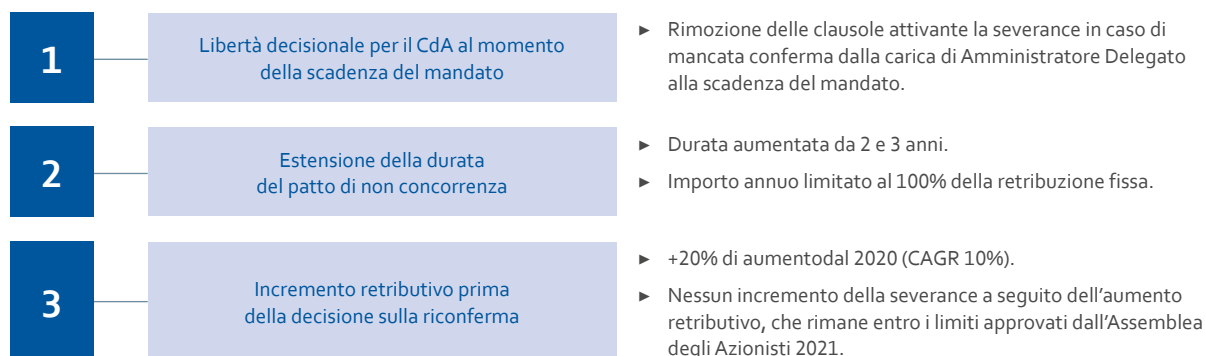 1
Libertà decisionale per il CdA al momento
della scadenza del mandato
► Rimozione delle clausole attivante la severance in caso di
mancata conferma dalla carica di Amministratore Delegato
alla scadenza del mandato.
2
Estensione della durata
del patto di non concorrenza
► Durata aumentata da 2 e 3 anni.
► Importo annuo limitato al 100% della retribuzione fissa.
3
Incremento retributivo prima
della decisione sulla riconferma
► +20% di aumentodal 2020 (CAGR 10%).
► Nessun incremento della severance a seguito dell’aumento
retributivo, che rimane entro i limiti approvati dall’Assemblea
degli Azionisti 2021.